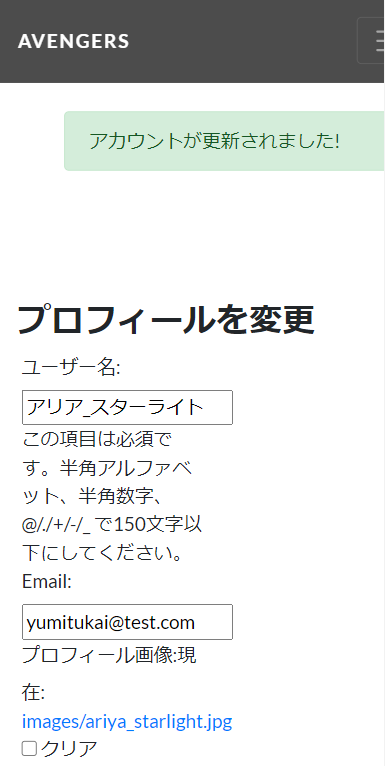 AVENGERS
アカウントが更新されました!
プロフィールを変更
ユーザー名:
アリア_スターライト
この項目は必須で
す。半角アルファベ
ット、半角数字、
@/./+/-/_ で150文字以
下にしてください。
Email:
yumitukai@test.com
プロフィール画像:現
在:
images/ariya_starlight.jpg
クリア